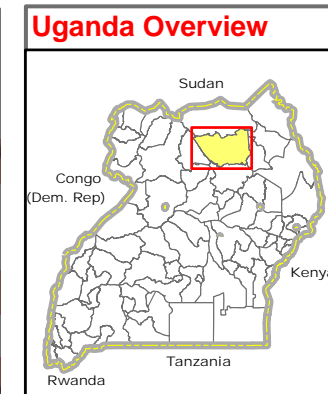 Uganda Overview
Sudan
Congo
(Dem. Rep)
Kenya
Tanzania
Rwanda